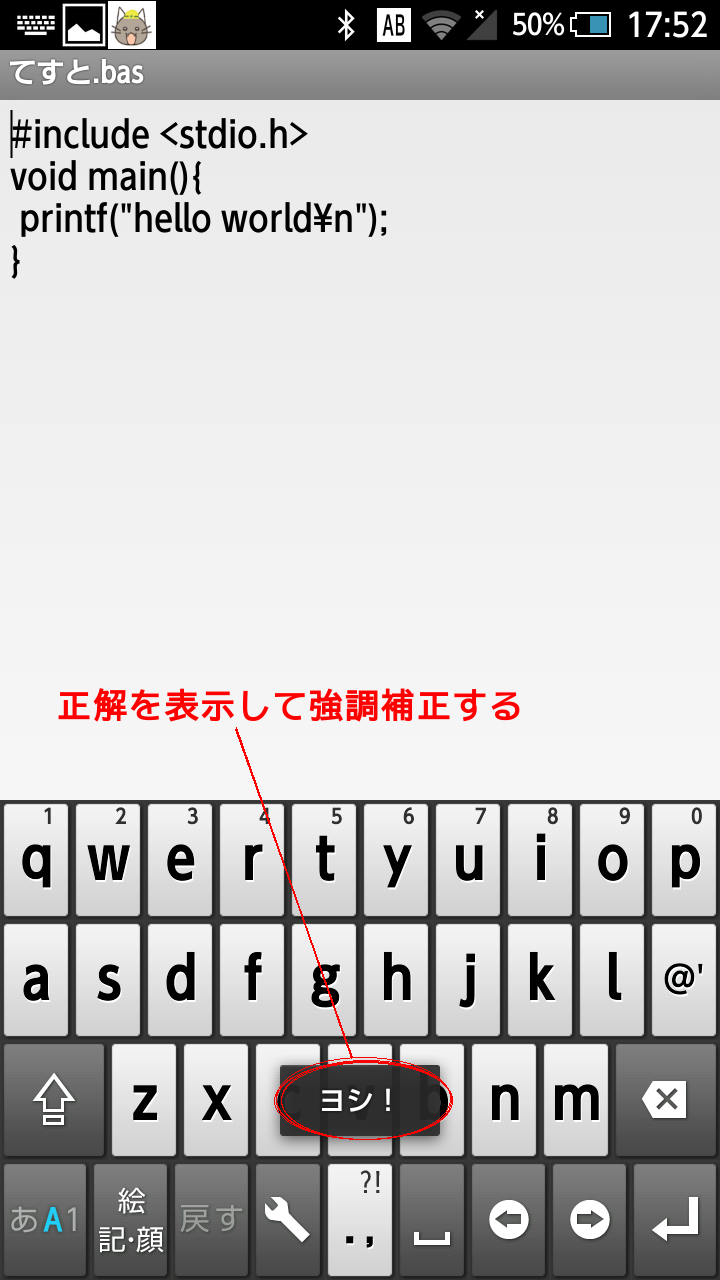 AB 50% 17:52
てすと.bas
#include <stdio.h>
void main(){
printf("hello world¥n");
}
正解を表示して強調補正する
1 2 3 4 5 6 7 8 9 0
q w e r t y u i o p
a s d f g h j k l @'
z x c v b n m
ヨシ！
あA1 絵記·顔 戻す ?! .,